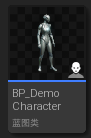 BP_Demo
Character
蓝图类